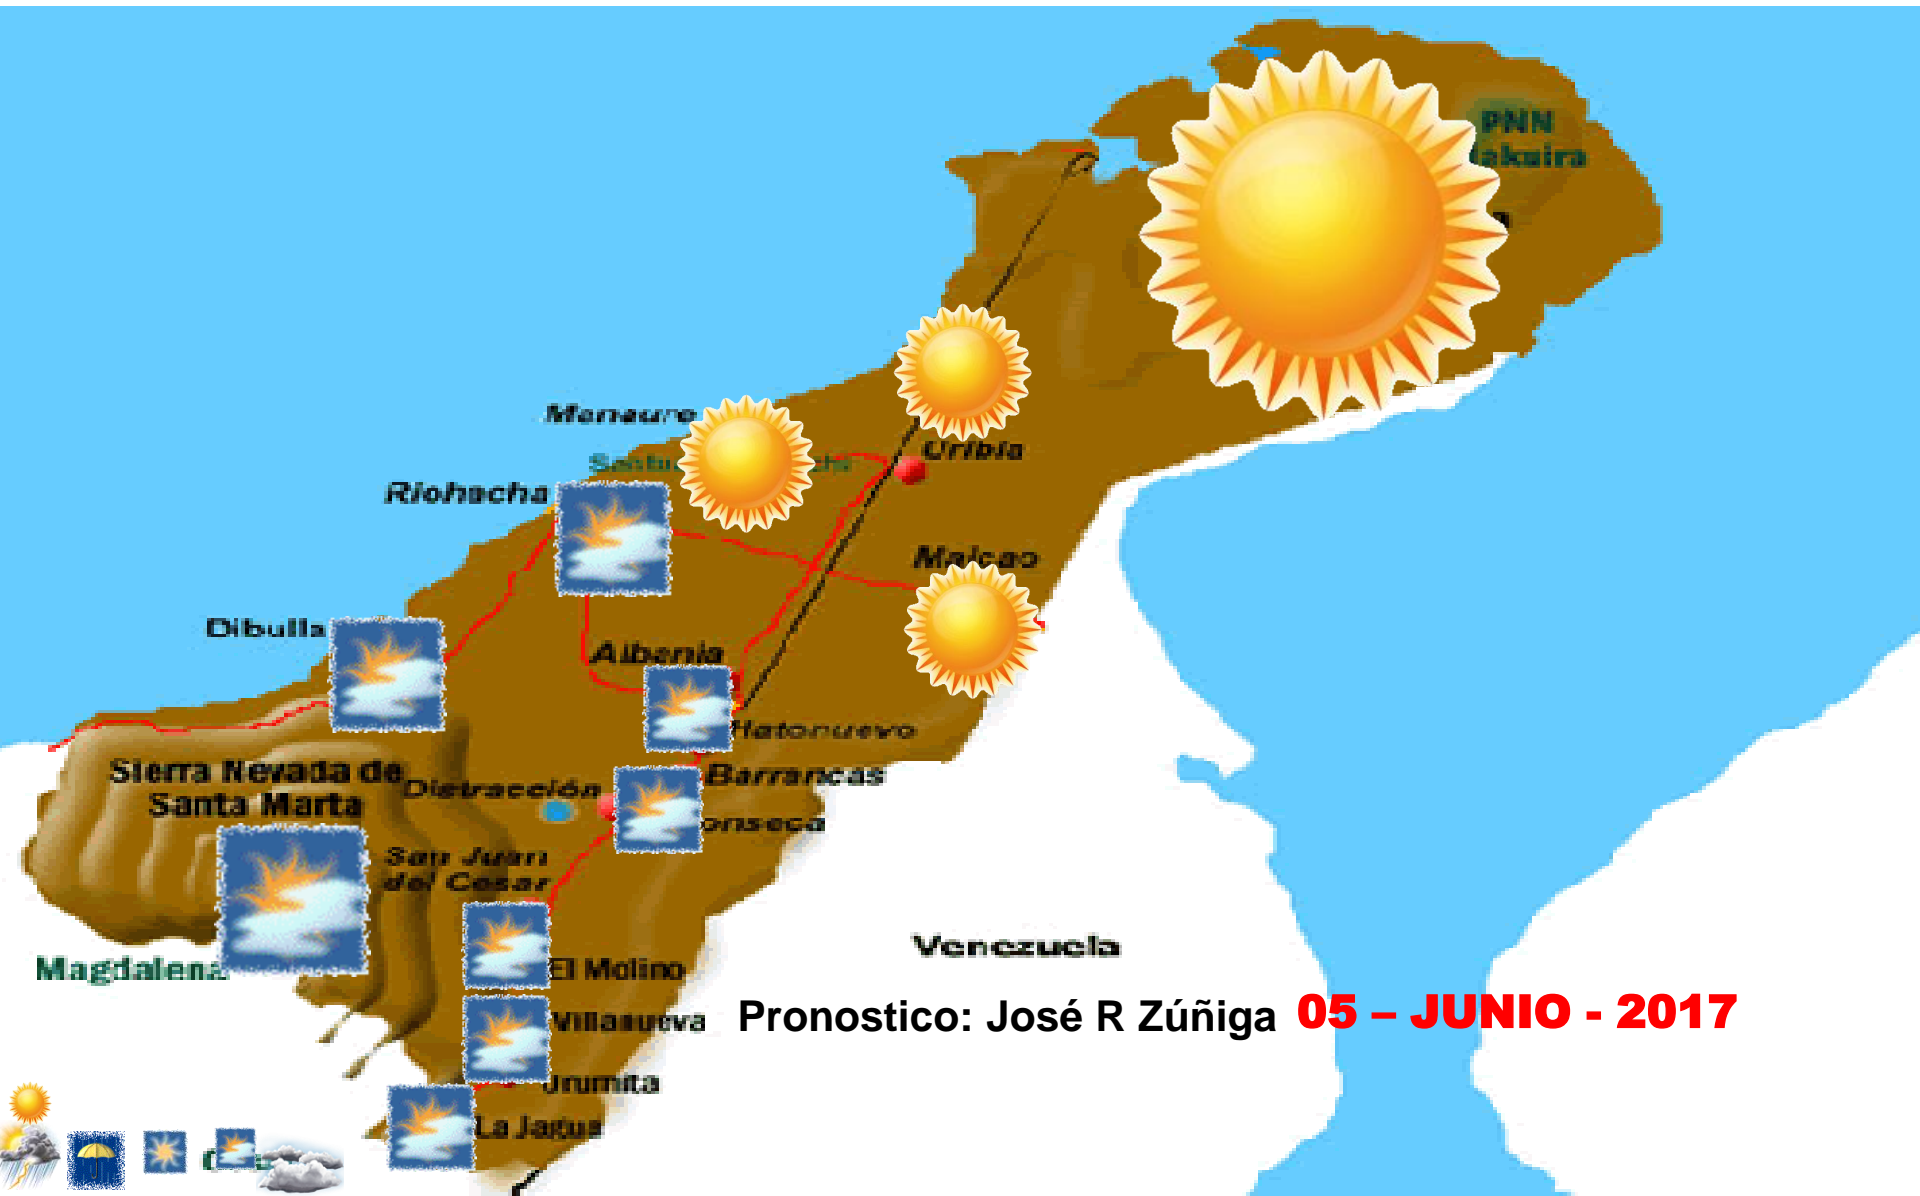 PNN
Manaure
Uribia
Riohacha
Maicao
Dibulla
Albania
Hatonuevo
Sierra Nevada de
Santa Marta
Distracción
Barrancas
onseca
San Juan
del Cesar
Venezuela
Magdalena
El Molino
Pronostico: José R Zúñiga 05 – JUNIO - 2017
Villanueva
Urumita
La Jagua